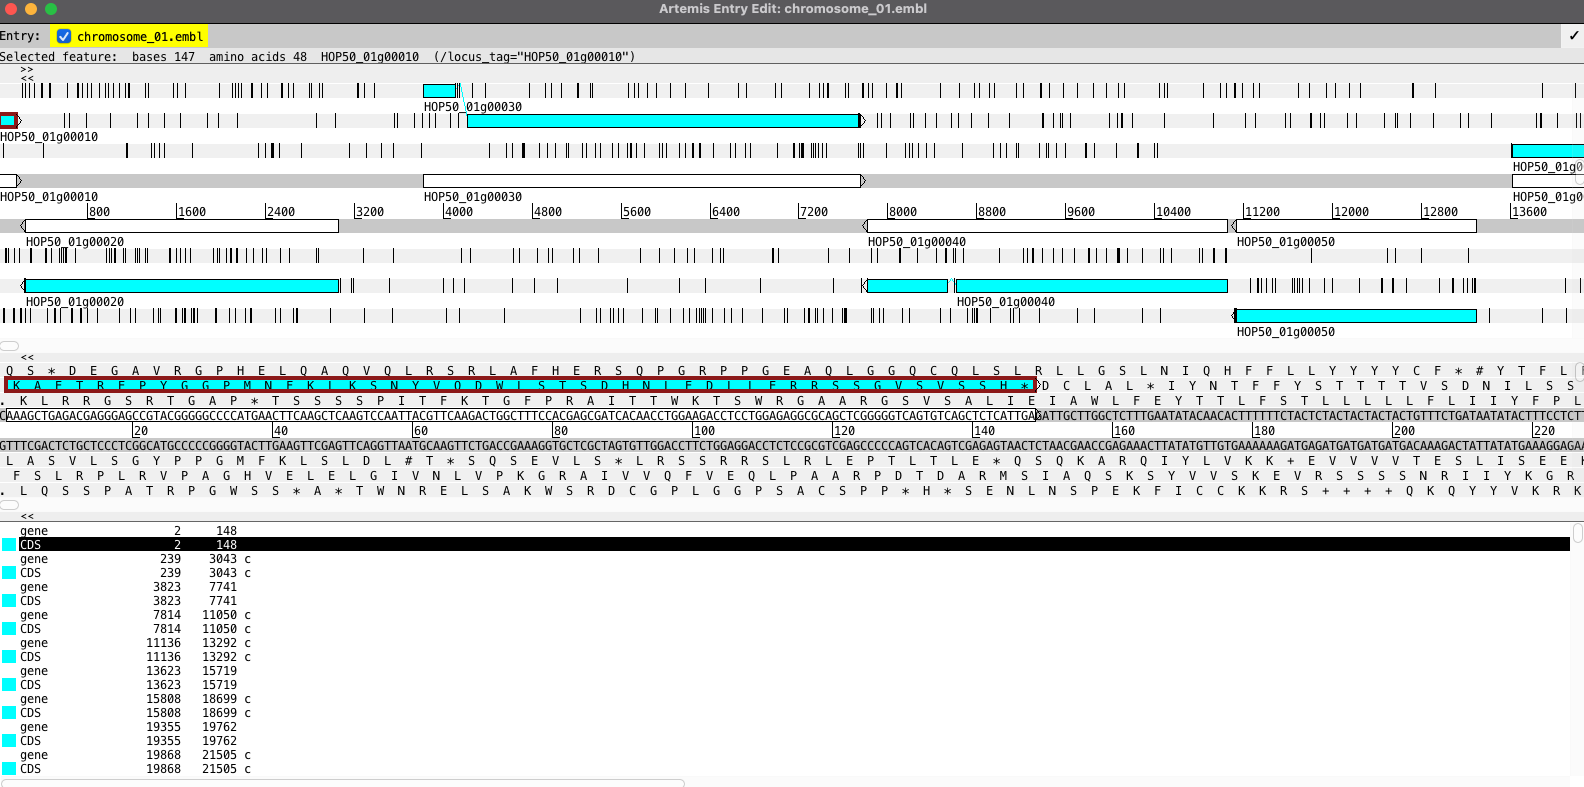 Artemis Entry Edit: chromosome_01.embl
Entry: chromosome_01.embl
Selected feature: bases 147 amino acids 48 HOP50_01g00010 (/locus_tag="HOP50_01g00010")
>>
<<
HOP50_01g00030
HOP50_01g00010
HOP50_01g0
HOP50_01g00010 HOP50_01g00030 HOP50_01g0
800 1600 2400 3200 4000 4800 5600 6400 7200 8000 8800 9600 10400 11200 12000 12800 13600
HOP50_01g00020 HOP50_01g00040 HOP50_01g00050
HOP50_01g00020 HOP50_01g00040
HOP50_01g00050
<<
Q S * D E G A V R G P H E L Q A Q V Q L R S R L A F H E R S Q P G R P P G E A Q L G G Q C Q L S L R L L G S L N I Q H F F L L Y Y Y Y C F * # Y T F L
K A E T R E P Y G G P M N F K L K S N Y V Q D W L S T S D H N L E D L L E R R S S G V S V S S H * D C L A L * I Y N T F F Y S T T T T V S D N I L S S
. K L R R G S R T G A P * T S S S S P I T F K T G F P R A I T T W K T S W R G A A R G S V S A L I E I A W L F E Y T T L F S T L L L L L F L I I Y F P L
20 40 60 80 100 120 140 160 180 200 220
L A S V L S G Y P P G M F K L S L D L # T * S Q S E V L S * L R S S R R S L R L E P T L T L E * Q S Q K A R Q I Y L V K K + E V V V V T E S L I S E E
F S L R P L R V P A G H V E L E L G I V N L V P K G R A I V V Q F V E Q L P A A R P D T D A R M S I A Q S K S Y V V S K E V R S S S S N R I I Y K G R
. L Q S S P A T R P G W S S * A * T W N R E L S A K W S R D C G P L G G P S A C S P P * H * S E N L N S P E K F I C C K K R S + + + + Q K Q Y Y V K R K
<<
gene 2 148
CDS 2 148
gene 239 3043 c
CDS 239 3043 c
gene 3823 7741
CDS 3823 7741
gene 7814 11050 c
CDS 7814 11050 c
gene 11136 13292 c
CDS 11136 13292 c
gene 13623 15719
CDS 13623 15719
gene 15808 18699 c
CDS 15808 18699 c
gene 19355 19762
CDS 19355 19762
gene 19868 21505 c
CDS 19868 21505 c